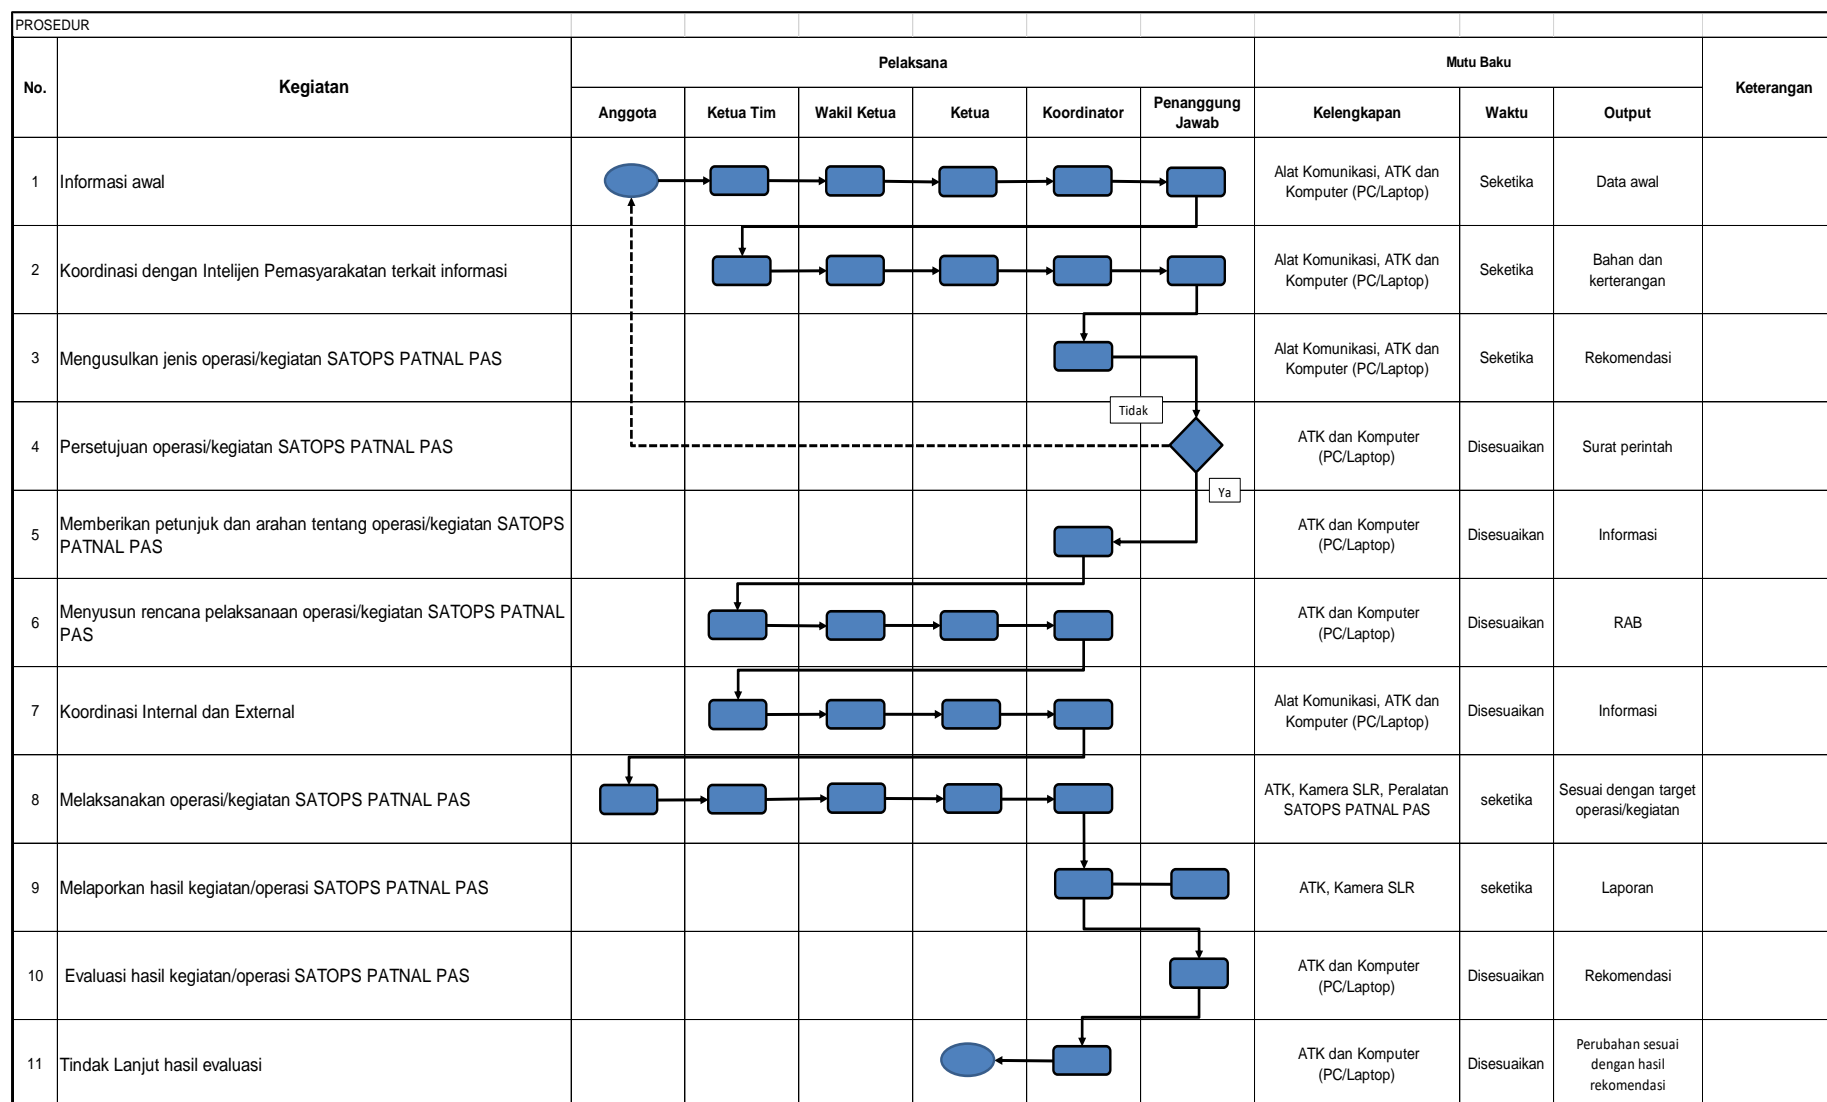 PROSEDUR
No.
Kegiatan
Pelaksana
Mutu Baku
Keterangan
Anggota
Ketua Tim
Wakil Ketua
Ketua
Koordinator
Penanggung
Jawab
Kelengkapan
Waktu
Output
1
Informasi awal
Alat Komunikasi, ATK dan
Komputer (PC/Laptop)
Seketika
Data awal
2
Koordinasi dengan Intelijen Pemasyarakatan terkait informasi
Alat Komunikasi, ATK dan
Komputer (PC/Laptop)
Seketika
Bahan dan
kerterangan
3
Mengusulkan jenis operasi/kegiatan SATOPS PATNAL PAS
Alat Komunikasi, ATK dan
Komputer (PC/Laptop)
Seketika
Rekomendasi
Tidak
4
Persetujuan operasi/kegiatan SATOPS PATNAL PAS
ATK dan Komputer
(PC/Laptop)
Disesuaikan
Surat perintah
Ya
5
Memberikan petunjuk dan arahan tentang operasi/kegiatan SATOPS
PATNAL PAS
ATK dan Komputer
(PC/Laptop)
Disesuaikan
Informasi
6
Menyusun rencana pelaksanaan operasi/kegiatan SATOPS PATNAL
PAS
ATK dan Komputer
(PC/Laptop)
Disesuaikan
RAB
7
Koordinasi Internal dan External
Alat Komunikasi, ATK dan
Komputer (PC/Laptop)
Disesuaikan
Informasi
8
Melaksanakan operasi/kegiatan SATOPS PATNAL PAS
ATK, Kamera SLR, Peralatan
SATOPS PATNAL PAS
seketika
Sesuai dengan target
operasi/kegiatan
9
Melaporkan hasil kegiatan/operasi SATOPS PATNAL PAS
ATK, Kamera SLR
seketika
Laporan
10
Evaluasi hasil kegiatan/operasi SATOPS PATNAL PAS
ATK dan Komputer
(PC/Laptop)
Disesuaikan
Rekomendasi
11
Tindak Lanjut hasil evaluasi
ATK dan Komputer
(PC/Laptop)
Disesuaikan
Perubahan sesuai
dengan hasil
rekomendasi